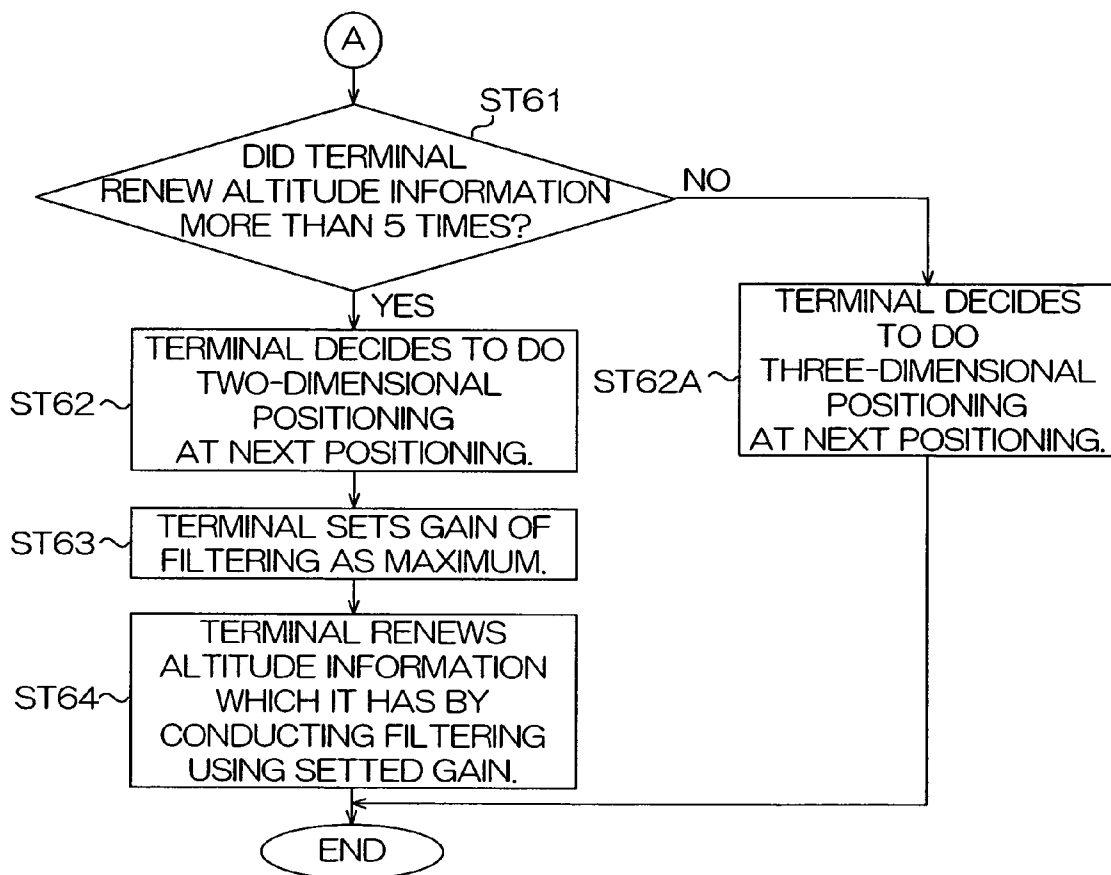 A
ST61
DID TERMINAL
RENEW ALTITUDE INFORMATION
MORE THAN 5 TIMES?
NO
YES
ST62
TERMINAL DECIDES TO DO
TWO-DIMENSIONAL
POSITIONING
AT NEXT POSITIONING.
ST62A
TERMINAL DECIDES
TO DO
THREE-DIMENSIONAL
POSITIONING
AT NEXT POSITIONING.
ST63
TERMINAL SETS GAIN OF
FILTERING AS MAXIMUM.
ST64
TERMINAL RENEWS
ALTITUDE INFORMATION
WHICH IT HAS BY
CONDUCTING FILTERING
USING SETTED GAIN.
END